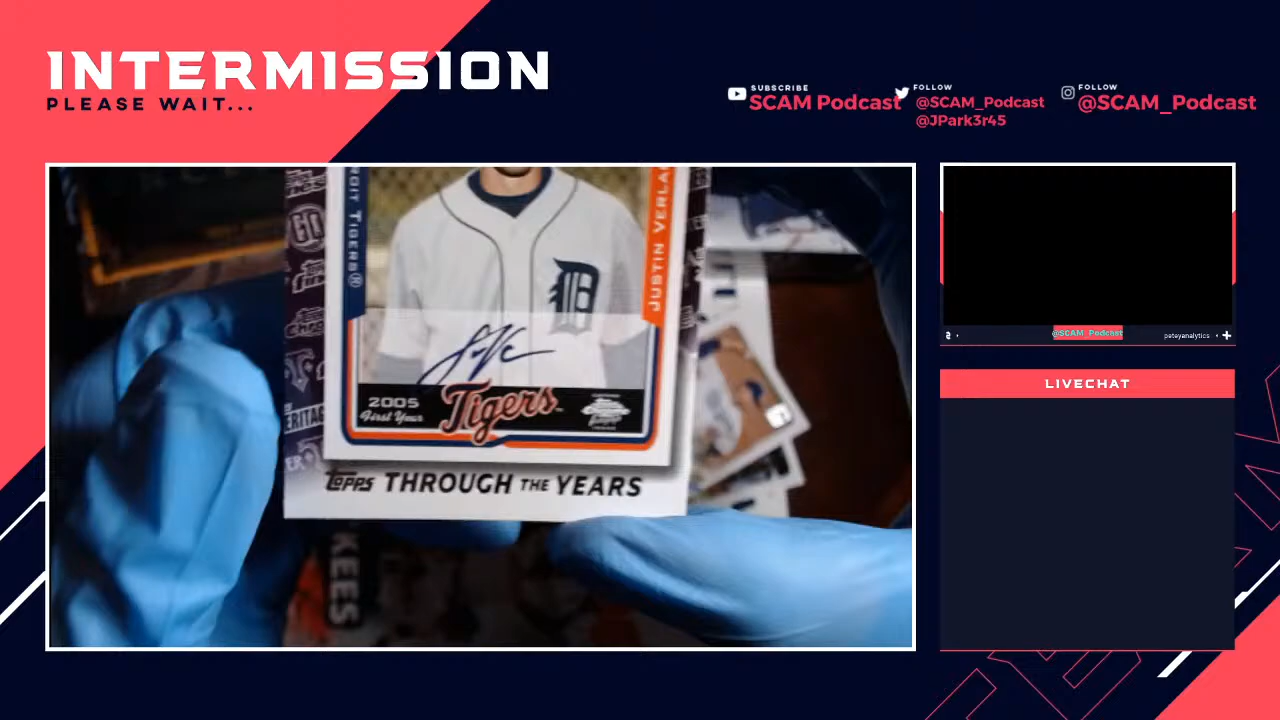 INTERMISSION
PLEASE WAIT...
SUBSCRIBE
SCAM Podcast
FOLLOW
@SCAM_Podcast
@JPark3r45
FOLLOW
@SCAM_Podcast
TIGERS®
JUSTIN
2005
First Year
Tigers
Topps THROUGH THE YEARS
KEES
@SCAM_Podcast
peteyanalytics
LIVECHAT